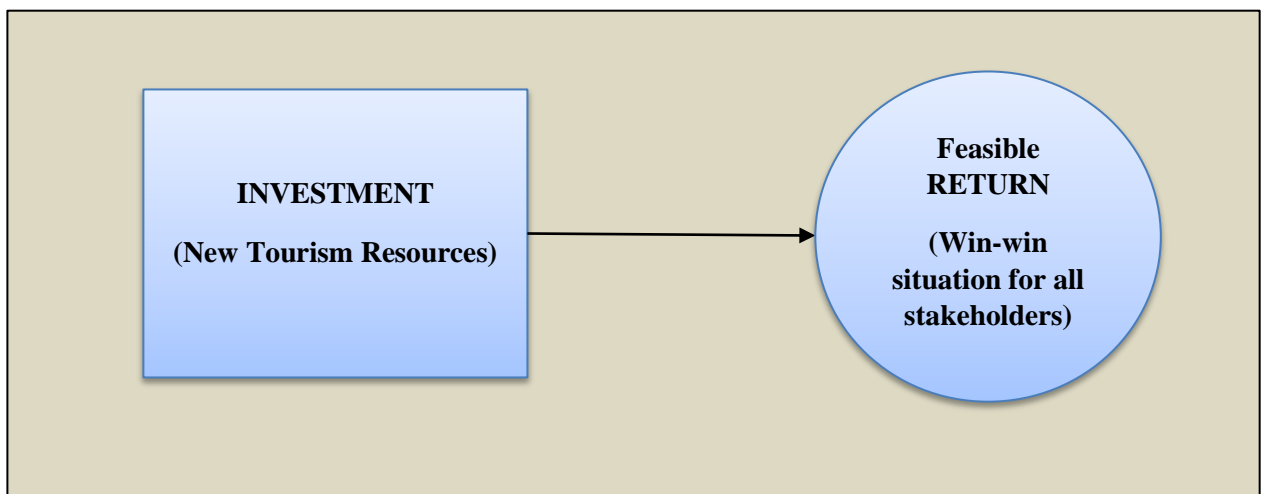 INVESTMENT
(New Tourism Resources)
Feasible
RETURN
(Win-win
situation for all
stakeholders)